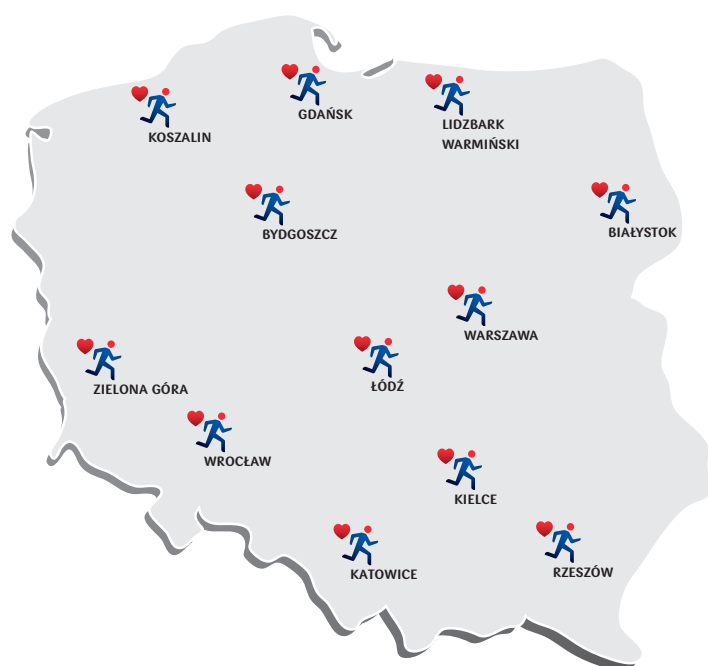 KOSZALIN
GDAŃSK
LIDZBARK
WARMIŃSKI
BYDGOSZCZ
BIAŁYSTOK
WARSZAWA
ZIELONA GÓRA
ŁÓDŹ
WROCŁAW
KIELCE
KATOWICE
RZESZÓW